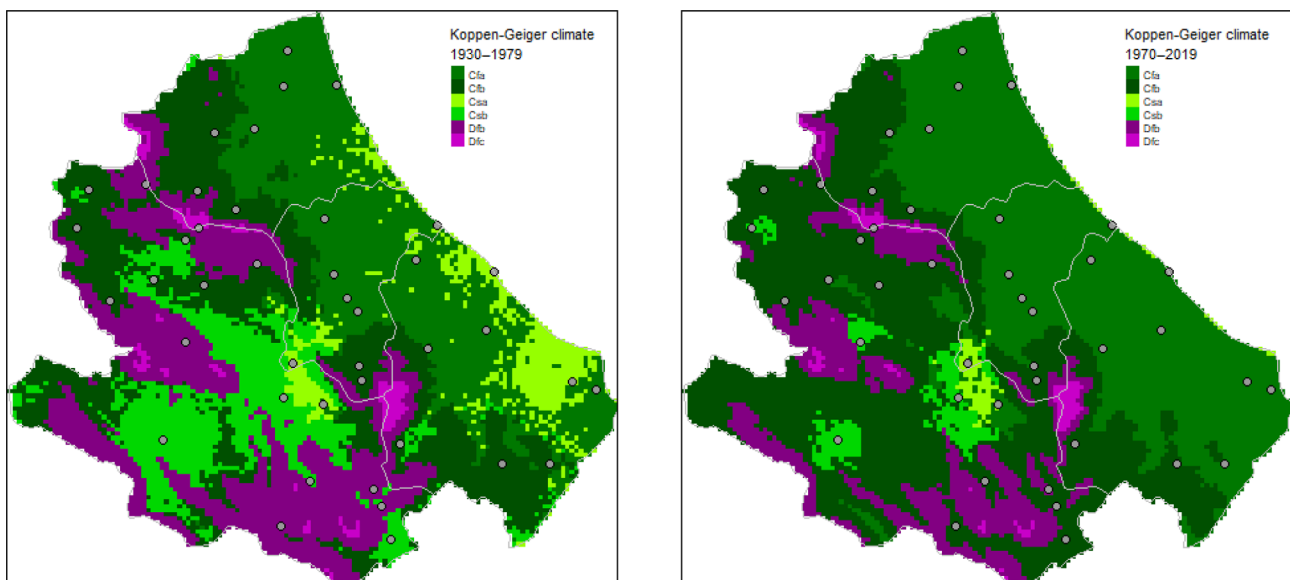 Koppen-Geiger climate
1930–1979
Cfa
Cfb
Csa
Csb
Dfb
Dfc
Koppen-Geiger climate
1970–2019
Cfa
Cfb
Csa
Csb
Dfb
Dfc